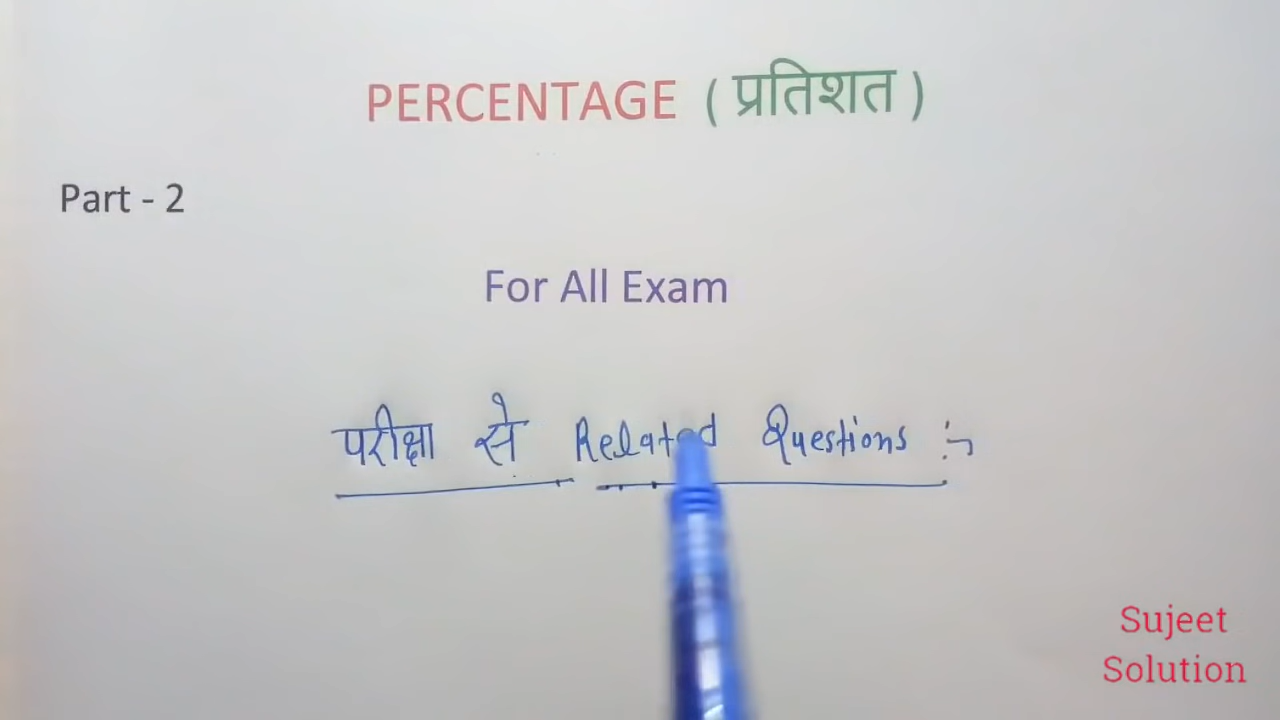 PERCENTAGE ( प्रतिशत )
Part - 2
For All Exam
परीक्षा से Related Questions :-
Sujeet
Solution